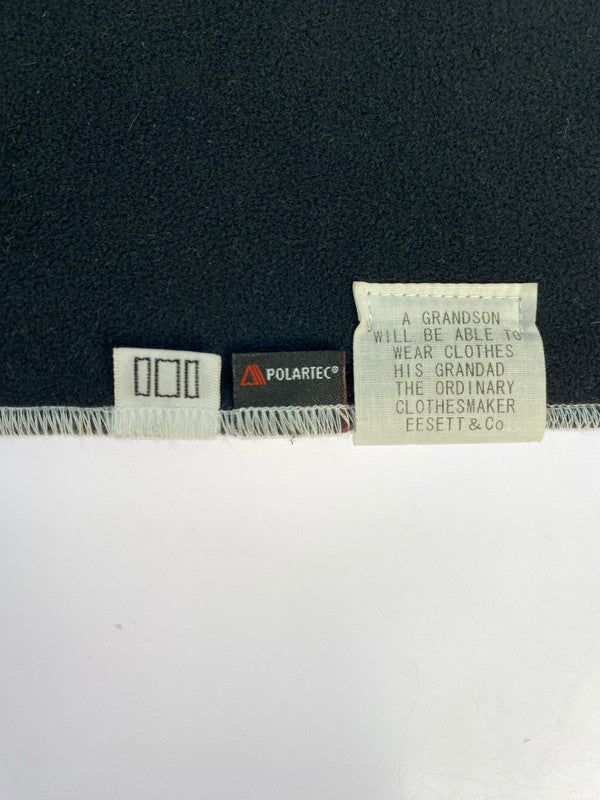 POLARTEC®
A GRANDSON
WILL BE ABLE TO
WEAR CLOTHES
HIS GRANDAD
THE ORDINARY
CLOTHESMAKER
EESETT&Co